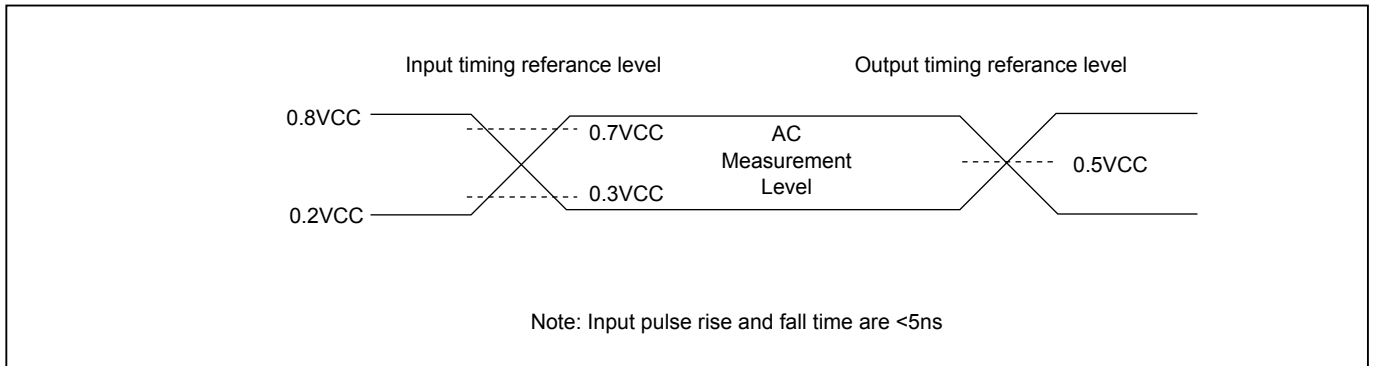 Input timing referance level
Output timing referance level
0.8VCC
0.7VCC
AC
Measurement
Level
0.5VCC
0.3VCC
0.2VCC
Note: Input pulse rise and fall time are <5ns